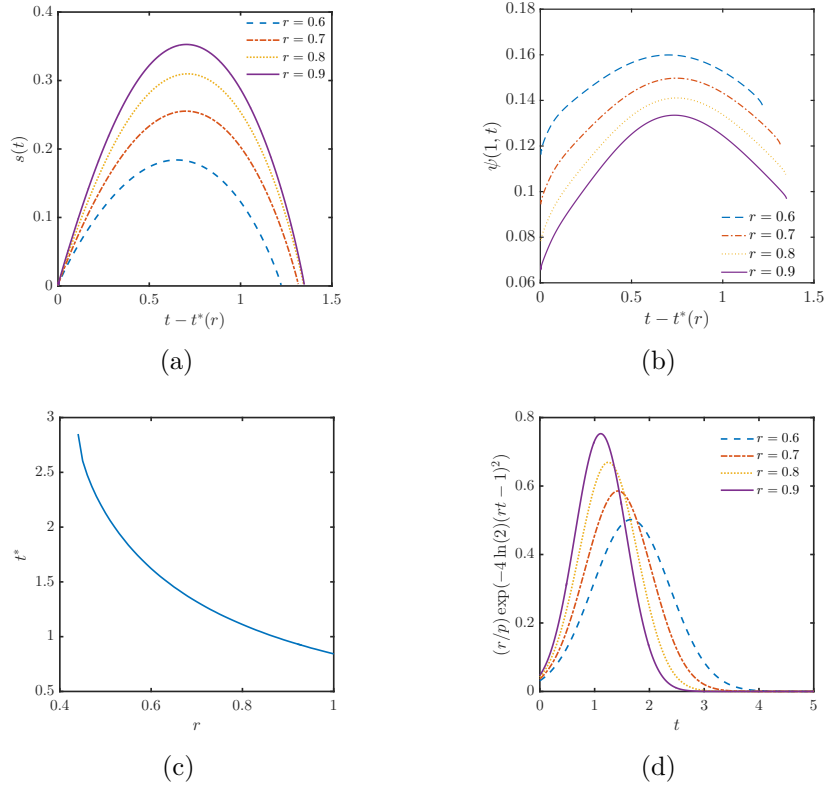 0.4
0.3
0.2
0.1
0
s(t)
0
0.5
1
1.5
t − t*(r)
r = 0.6
r = 0.7
r = 0.8
r = 0.9
(a)
0.18
0.16
0.14
0.12
0.1
0.08
0.06
ψ(1, t)
0
0.5
1
1.5
t − t*(r)
r = 0.6
r = 0.7
r = 0.8
r = 0.9
(b)
3
2.5
2
1.5
1
0.5
t*
0.4
0.6
0.8
1
r
(c)
0.8
0.6
0.4
0.2
0
(r/p) exp(−4 ln(2)(rt − 1)²)
0
1
2
3
4
5
t
r = 0.6
r = 0.7
r = 0.8
r = 0.9
(d)